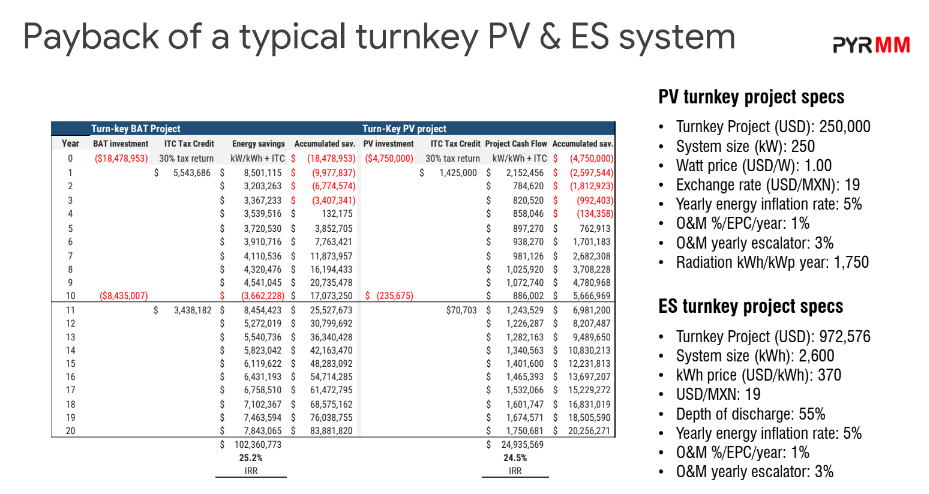 Payback of a typical turnkey PV & ES system
PYRMM
Turn-key BAT Project Turn-Key PV project
Year BAT investment ITC Tax Credit Energy savings Accumulated sav. PV investment ITC Tax Credit Project Cash Flow Accumulated sav.
0 ($18,478,953) 30% tax return kW/kWh + ITC $ (18,478,953) ($4,750,000) 30% tax return kW/kWh + ITC $ (4,750,000)
1 $ 5,543,686 $ 8,501,115 $ (9,977,837) $ 1,425,000 $ 2,152,456 $ (2,597,544)
2 $ 3,203,263 $ (6,774,574) $ 784,620 $ (1,812,923)
3 $ 3,367,233 $ (3,407,341) $ 820,520 $ (992,403)
4 $ 3,539,516 $ 132,175 $ 858,046 $ (134,358)
5 $ 3,720,530 $ 3,852,705 $ 897,270 $ 762,913
6 $ 3,910,716 $ 7,763,421 $ 938,270 $ 1,701,183
7 $ 4,110,536 $ 11,873,957 $ 981,126 $ 2,682,308
8 $ 4,320,476 $ 16,194,433 $ 1,025,920 $ 3,708,228
9 $ 4,541,045 $ 20,735,478 $ 1,072,740 $ 4,780,968
10 ($8,435,007) $ (3,662,228) $ 17,073,250 $ (235,675) $ 886,002 $ 5,666,969
11 $ 3,438,182 $ 8,454,423 $ 25,527,673 $70,703 $ 1,243,529 $ 6,981,200
12 $ 5,272,019 $ 30,799,692 $ 1,226,287 $ 8,207,487
13 $ 5,540,736 $ 36,340,428 $ 1,282,163 $ 9,489,650
14 $ 5,823,042 $ 42,163,470 $ 1,340,563 $ 10,830,213
15 $ 6,119,622 $ 48,283,092 $ 1,401,600 $ 12,231,813
16 $ 6,431,193 $ 54,714,285 $ 1,465,393 $ 13,697,207
17 $ 6,758,510 $ 61,472,795 $ 1,532,066 $ 15,229,272
18 $ 7,102,367 $ 68,575,162 $ 1,601,747 $ 16,831,019
19 $ 7,463,594 $ 76,038,755 $ 1,674,571 $ 18,505,590
20 $ 7,843,065 $ 83,881,820 $ 1,750,681 $ 20,256,271
$ 102,360,773 $ 24,935,569
25.2% 24.5%
IRR IRR
PV turnkey project specs
• Turnkey Project (USD): 250,000
• System size (kW): 250
• Watt price (USD/W): 1.00
• Exchange rate (USD/MXN): 19
• Yearly energy inflation rate: 5%
• O&M %/EPC/year: 1%
• O&M yearly escalator: 3%
• Radiation kWh/kWp year: 1,750
ES turnkey project specs
• Turnkey Project (USD): 972,576
• System size (kWh): 2,600
• kWh price (USD/kWh): 370
• USD/MXN: 19
• Depth of discharge: 55%
• Yearly energy inflation rate: 5%
• O&M %/EPC/year: 1%
• O&M yearly escalator: 3%